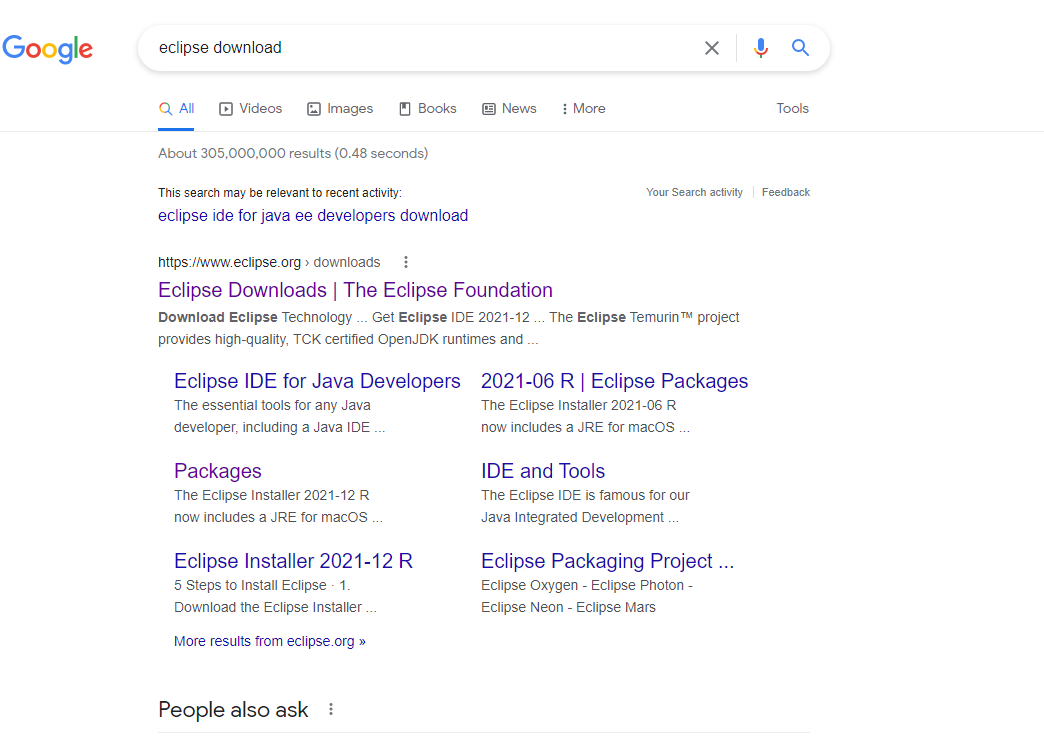 Google
eclipse download
All Videos Images Books News More Tools
About 305,000,000 results (0.48 seconds)
This search may be relevant to recent activity: Your Search activity Feedback
eclipse ide for java ee developers download
https://www.eclipse.org › downloads
Eclipse Downloads | The Eclipse Foundation
Download Eclipse Technology ... Get Eclipse IDE 2021-12 ... The Eclipse Temurin™ project
provides high-quality, TCK certified OpenJDK runtimes and ...
Eclipse IDE for Java Developers
The essential tools for any Java
developer, including a Java IDE ...
2021-06 R | Eclipse Packages
The Eclipse Installer 2021-06 R
now includes a JRE for macOS ...
Packages
The Eclipse Installer 2021-12 R
now includes a JRE for macOS ...
IDE and Tools
The Eclipse IDE is famous for our
Java Integrated Development ...
Eclipse Installer 2021-12 R
5 Steps to Install Eclipse · 1.
Download the Eclipse Installer ...
Eclipse Packaging Project ...
Eclipse Oxygen - Eclipse Photon -
Eclipse Neon - Eclipse Mars
More results from eclipse.org »
People also ask